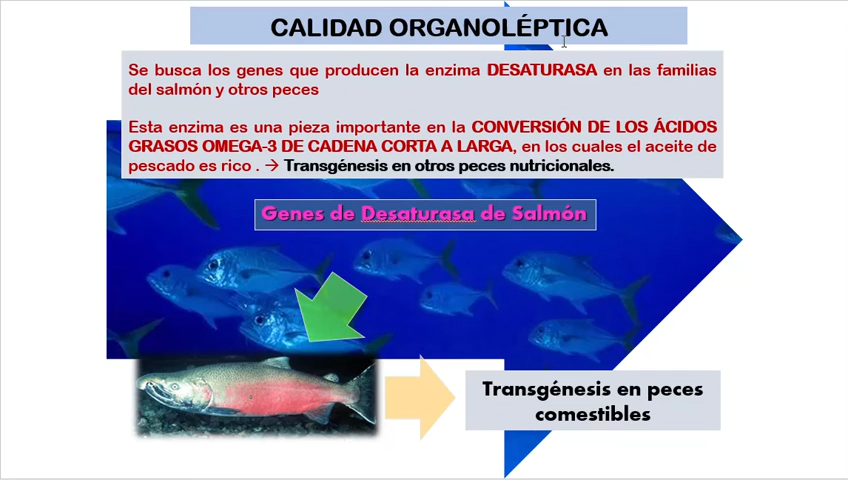 CALIDAD ORGANOLÉPTICA
Se busca los genes que producen la enzima DESATURASA en las familias
del salmón y otros peces
Esta enzima es una pieza importante en la CONVERSIÓN DE LOS ÁCIDOS
GRASOS OMEGA-3 DE CADENA CORTA A LARGA, en los cuales el aceite de
pescado es rico . → Transgénesis en otros peces nutricionales.
Genes de Desaturasa de Salmón
Transgénesis en peces
comestibles